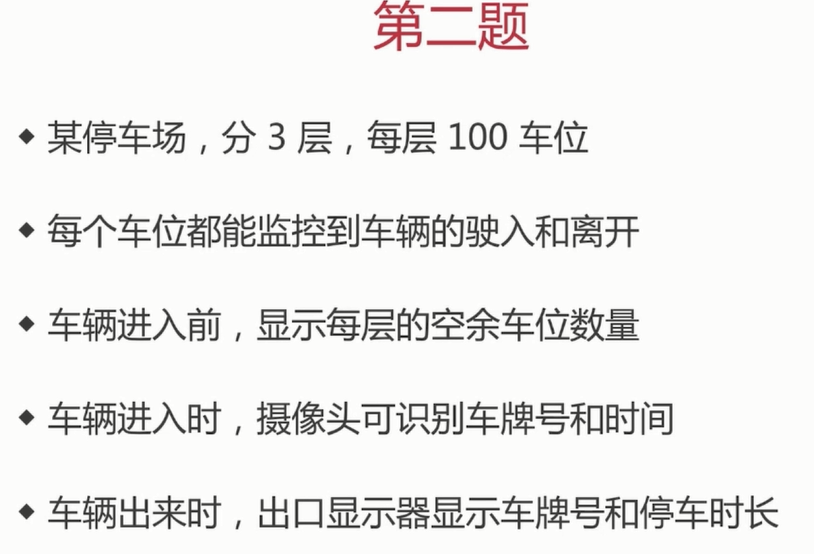 第二题
◆ 某停车场，分 3 层，每层 100 车位
◆ 每个车位都能监控到车辆的驶入和离开
◆ 车辆进入前，显示每层的空余车位数量
◆ 车辆进入时，摄像头可识别车牌号和时间
◆ 车辆出来时，出口显示器显示车牌号和停车时长